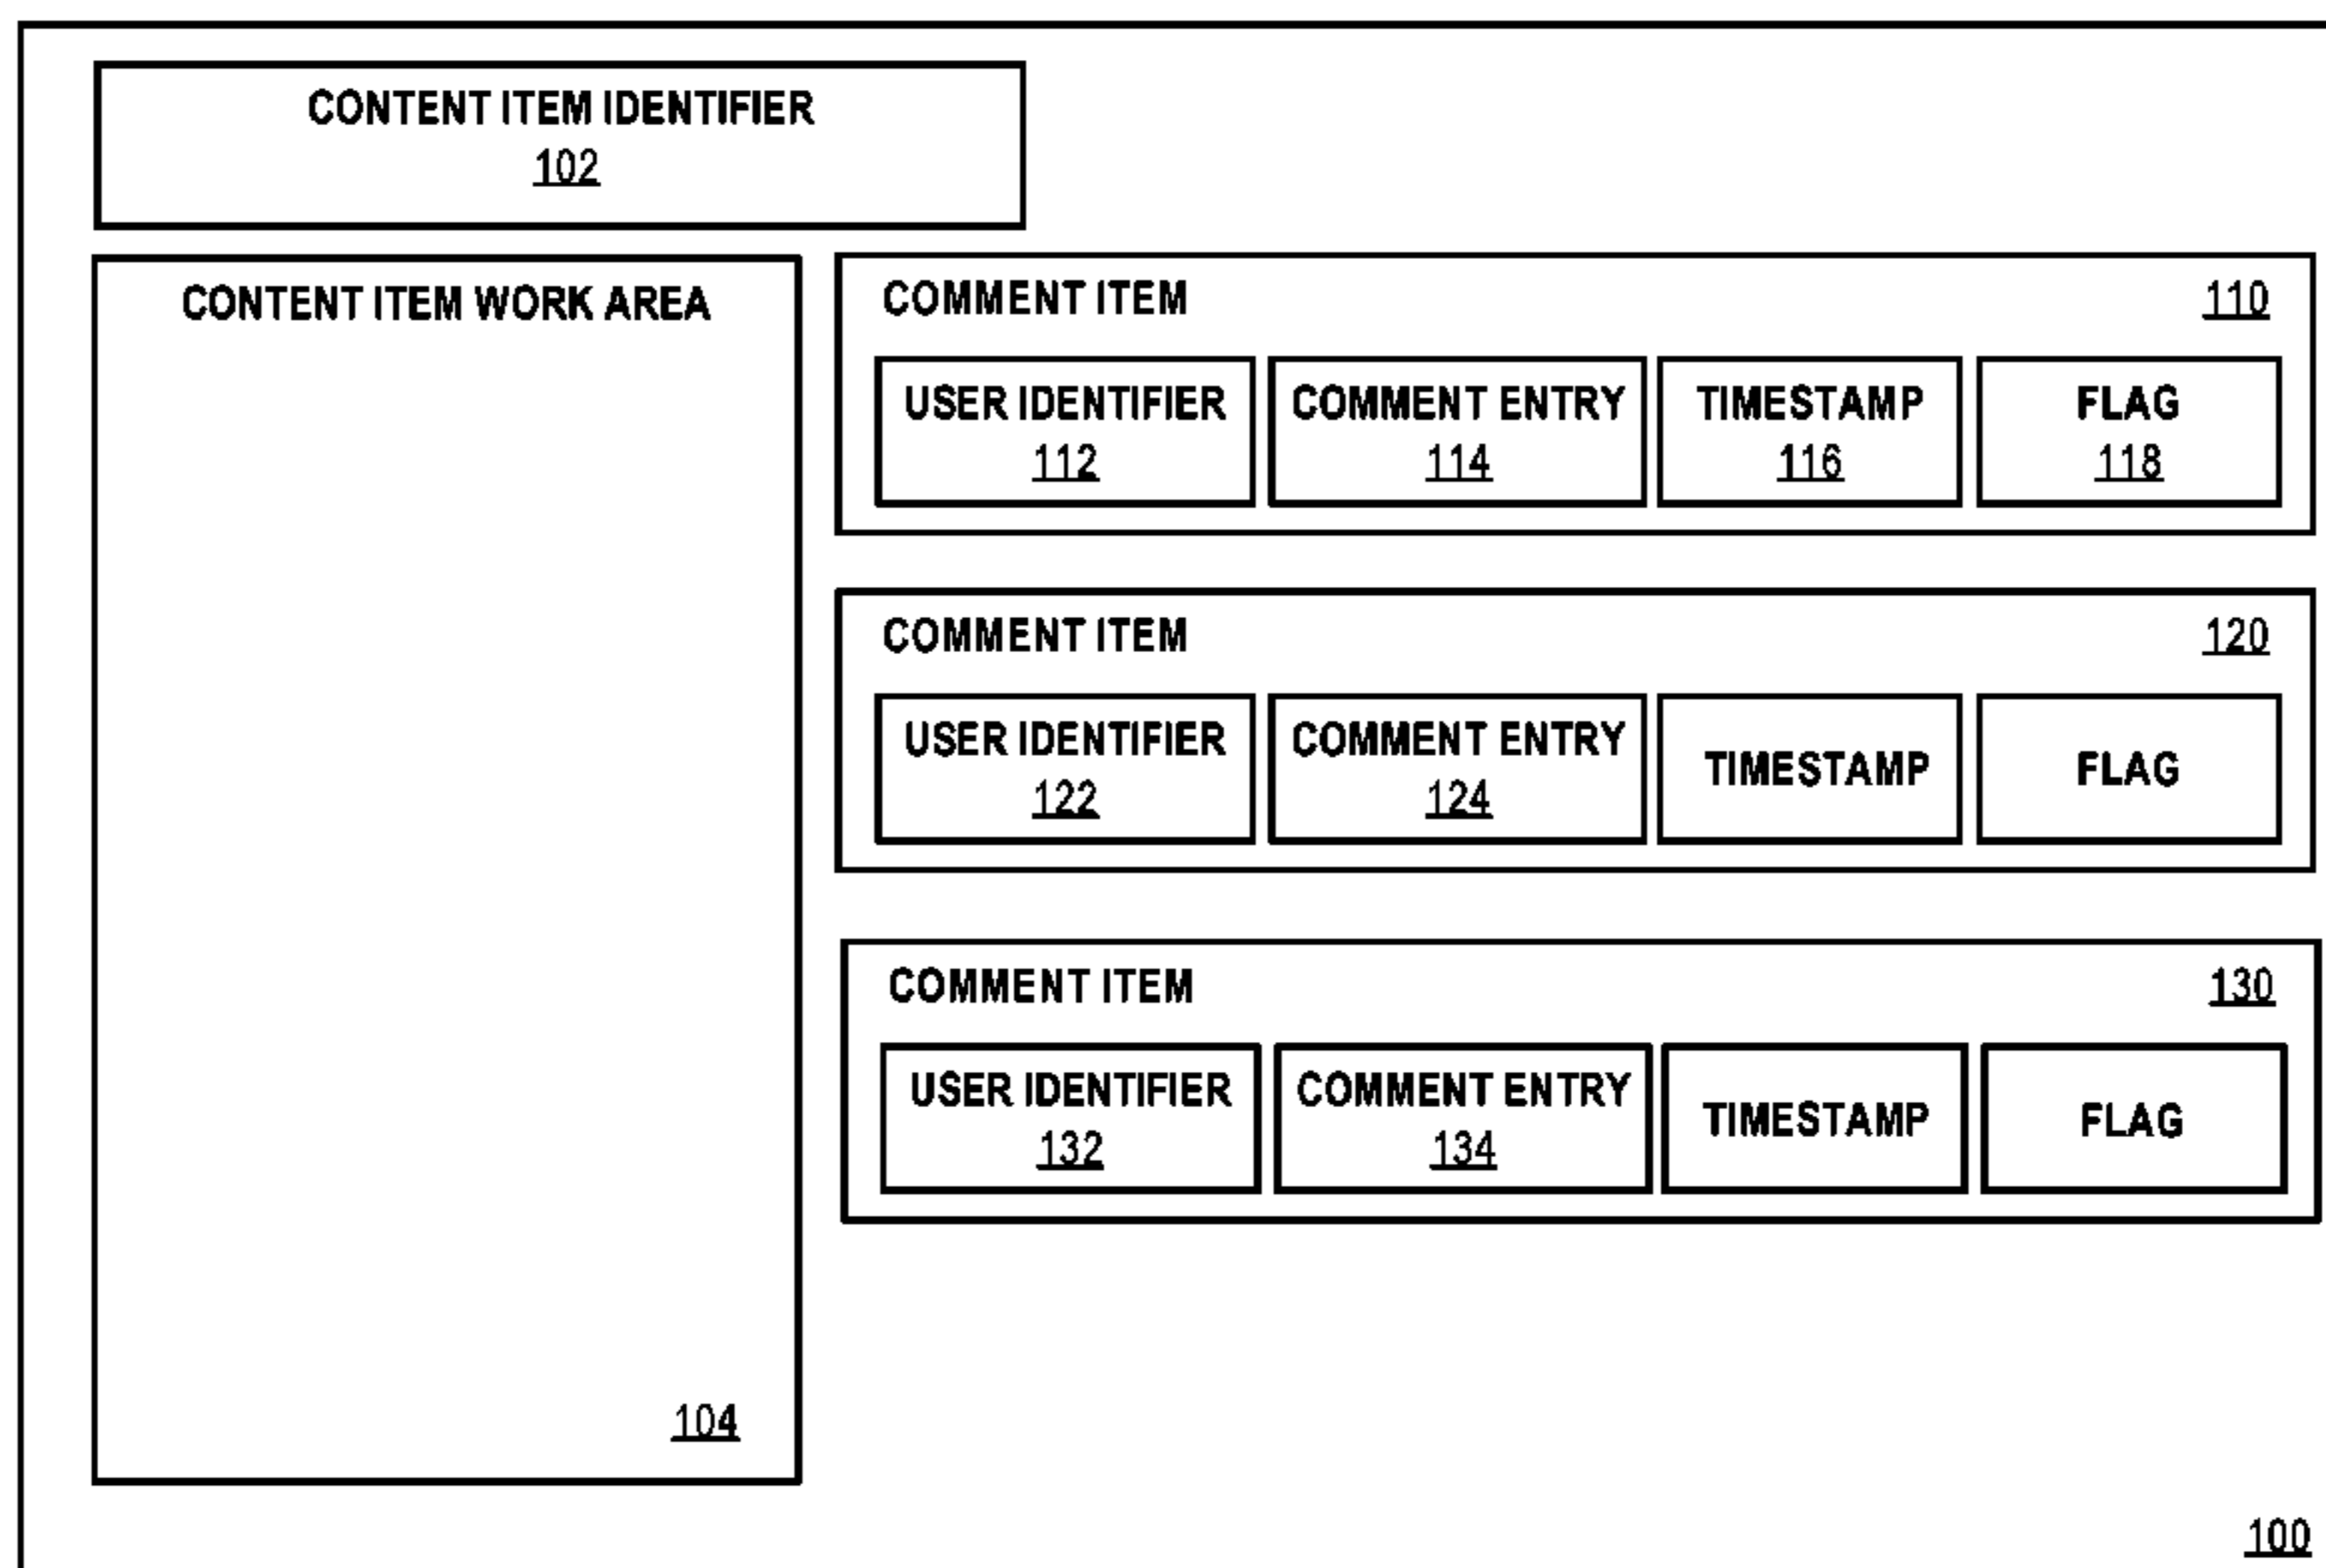 CONTENT ITEM IDENTIFIER
102
CONTENT ITEM WORK AREA
104
COMMENT ITEM 110
USER IDENTIFIER COMMENT ENTRY TIMESTAMP FLAG
112 114 116 118
COMMENT ITEM 120
USER IDENTIFIER COMMENT ENTRY TIMESTAMP FLAG
122 124
COMMENT ITEM 130
USER IDENTIFIER COMMENT ENTRY TIMESTAMP FLAG
132 134
100